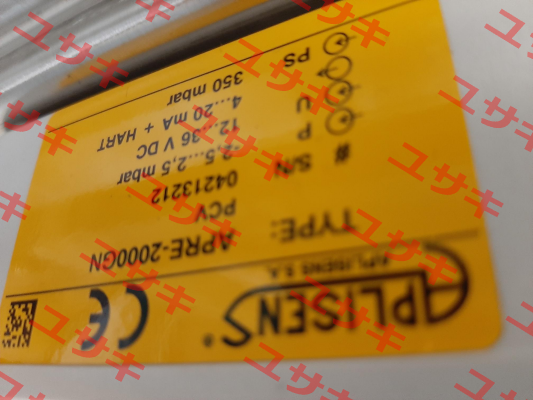 APLISENS®
APLISENS S.A.
CE
TYPE: APRE-2000GN
PCV
# S/N 04213212
P -2,5...2,5 mbar
U 12...36 V DC
4...20 mA + HART
PS 350 mbar
ユサキ